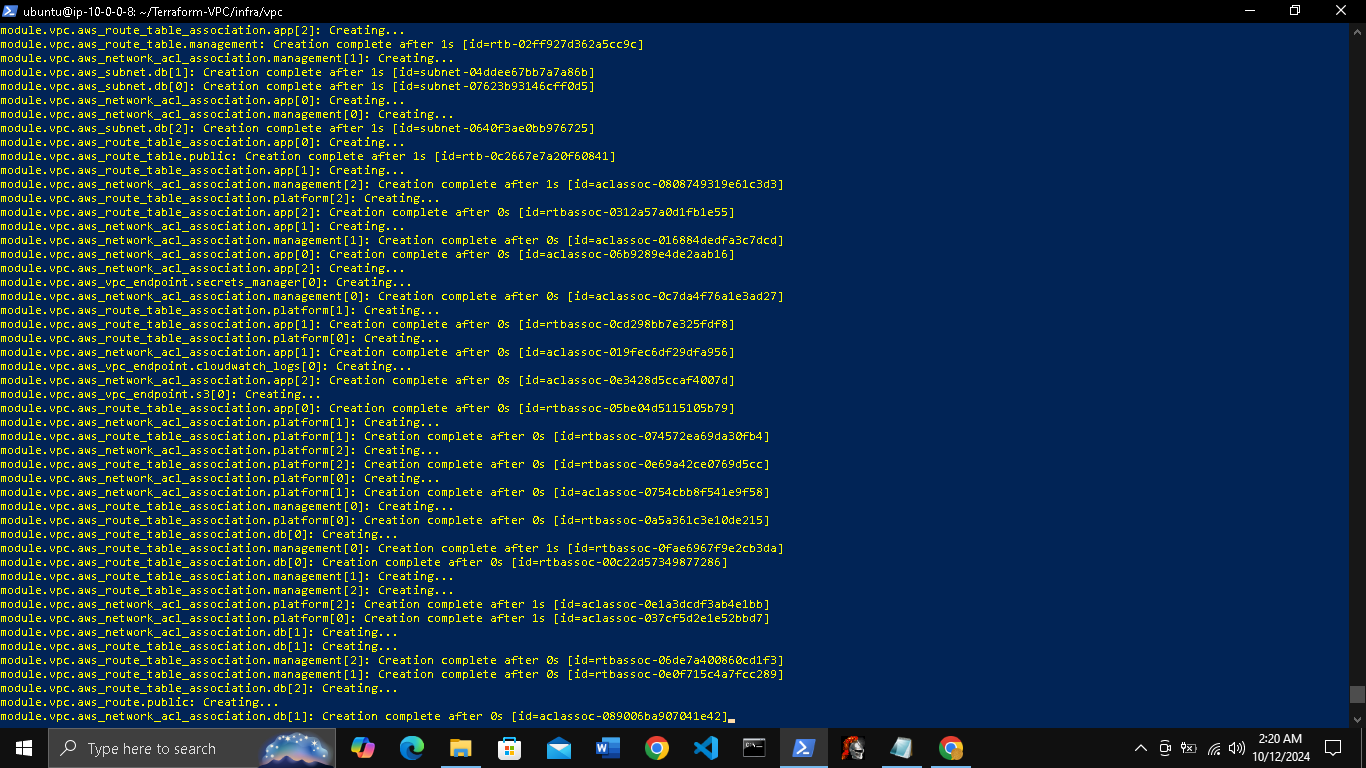 ubuntu@ip-10-0-0-8: ~/Terraform-VPC/infra/vpc
module.vpc.aws_route_table_association.app[2]: Creating...
module.vpc.aws_route_table.management: Creation complete after 1s [id=rtb-02ff927d362a5cc9c]
module.vpc.aws_network_acl_association.management[1]: Creating...
module.vpc.aws_subnet.db[1]: Creation complete after 1s [id=subnet-04ddee67bb7a7a86b]
module.vpc.aws_subnet.db[0]: Creation complete after 1s [id=subnet-07623b93146cff0d5]
module.vpc.aws_network_acl_association.app[0]: Creating...
module.vpc.aws_network_acl_association.management[0]: Creating...
module.vpc.aws_subnet.db[2]: Creation complete after 1s [id=subnet-0640f3ae0bb976725]
module.vpc.aws_route_table_association.app[0]: Creating...
module.vpc.aws_route_table.public: Creation complete after 1s [id=rtb-0c2667e7a20f60841]
module.vpc.aws_route_table_association.app[1]: Creating...
module.vpc.aws_network_acl_association.management[2]: Creation complete after 1s [id=aclassoc-0808749319e61c3d3]
module.vpc.aws_route_table_association.platform[2]: Creating...
module.vpc.aws_route_table_association.app[2]: Creation complete after 0s [id=rtbassoc-0312a57a0d1fb1e55]
module.vpc.aws_network_acl_association.app[1]: Creating...
module.vpc.aws_network_acl_association.management[1]: Creation complete after 0s [id=aclassoc-016884dedfa3c7dcd]
module.vpc.aws_network_acl_association.app[0]: Creation complete after 0s [id=aclassoc-06b9289e4de2aab16]
module.vpc.aws_network_acl_association.app[2]: Creating...
module.vpc.aws_vpc_endpoint.secrets_manager[0]: Creating...
module.vpc.aws_network_acl_association.management[0]: Creation complete after 0s [id=aclassoc-0c7da4f76a1e3ad27]
module.vpc.aws_route_table_association.platform[1]: Creating...
module.vpc.aws_route_table_association.app[1]: Creation complete after 0s [id=rtbassoc-0cd298bb7e325fdf8]
module.vpc.aws_route_table_association.platform[0]: Creating...
module.vpc.aws_network_acl_association.app[1]: Creation complete after 0s [id=aclassoc-019fec6df29dfa956]
module.vpc.aws_vpc_endpoint.cloudwatch_logs[0]: Creating...
module.vpc.aws_network_acl_association.app[2]: Creation complete after 0s [id=aclassoc-0e3428d5ccaf4007d]
module.vpc.aws_vpc_endpoint.s3[0]: Creating...
module.vpc.aws_route_table_association.app[0]: Creation complete after 0s [id=rtbassoc-05be04d5115105b79]
module.vpc.aws_network_acl_association.platform[1]: Creating...
module.vpc.aws_route_table_association.platform[1]: Creation complete after 0s [id=rtbassoc-074572ea69da30fb4]
module.vpc.aws_network_acl_association.platform[2]: Creating...
module.vpc.aws_route_table_association.platform[2]: Creation complete after 0s [id=rtbassoc-0e69a42ce0769d5cc]
module.vpc.aws_network_acl_association.platform[0]: Creating...
module.vpc.aws_network_acl_association.platform[1]: Creation complete after 0s [id=aclassoc-0754cbb8f541e9f58]
module.vpc.aws_route_table_association.management[0]: Creating...
module.vpc.aws_route_table_association.platform[0]: Creation complete after 0s [id=rtbassoc-0a5a361c3e10de215]
module.vpc.aws_route_table_association.db[0]: Creating...
module.vpc.aws_route_table_association.management[0]: Creation complete after 1s [id=rtbassoc-0fae6967f9e2cb3da]
module.vpc.aws_route_table_association.db[0]: Creation complete after 0s [id=rtbassoc-00c22d57349877286]
module.vpc.aws_route_table_association.management[1]: Creating...
module.vpc.aws_route_table_association.management[2]: Creating...
module.vpc.aws_network_acl_association.platform[2]: Creation complete after 1s [id=aclassoc-0e1a3dcdf3ab4e1bb]
module.vpc.aws_network_acl_association.platform[0]: Creation complete after 1s [id=aclassoc-037cf5d2e1e52bbd7]
module.vpc.aws_network_acl_association.db[1]: Creating...
module.vpc.aws_route_table_association.db[1]: Creating...
module.vpc.aws_route_table_association.management[2]: Creation complete after 0s [id=rtbassoc-06de7a400860cd1f3]
module.vpc.aws_route_table_association.management[1]: Creation complete after 0s [id=rtbassoc-0e0f715c4a7fcc289]
module.vpc.aws_route_table_association.db[2]: Creating...
module.vpc.aws_route.public: Creating...
module.vpc.aws_network_acl_association.db[1]: Creation complete after 0s [id=aclassoc-089006ba907041e42]
Type here to search
2:20 AM
10/12/2024